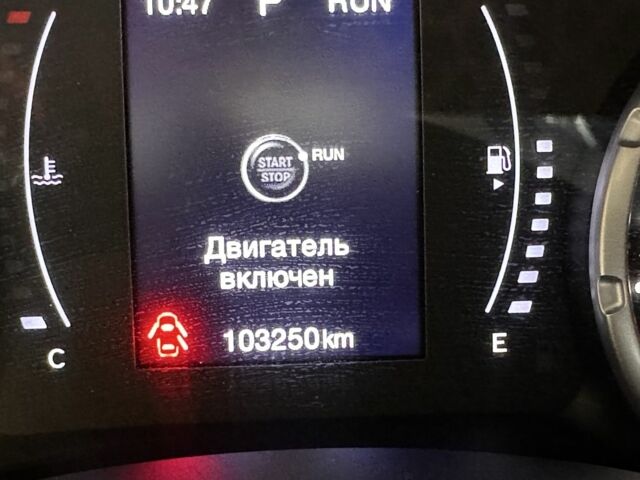 10:47 P RUN
START
STOP
RUN
Двигатель
включен
103250km
C
E